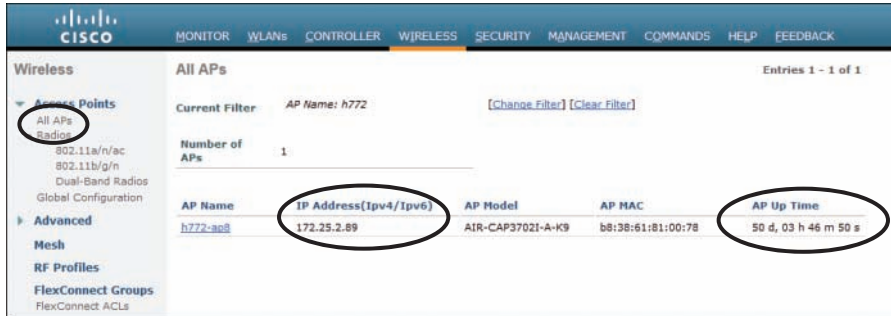 CISCO
MONITOR WLANs CONTROLLER WIRELESS SECURITY MANAGEMENT COMMANDS HELP FEEDBACK
Wireless
Access Points
All APs
Radios
802.11a/n/ac
802.11b/g/n
Dual-Band Radios
Global Configuration
Advanced
Mesh
RF Profiles
FlexConnect Groups
FlexConnect ACLs
All APs Entries 1 - 1 of 1
Current Filter AP Name: h772 [Change Filter] [Clear Filter]
Number of
APs 1
AP Name IP Address(Ipv4/Ipv6) AP Model AP MAC AP Up Time
h772-ap8 172.25.2.89 AIR-CAP3702I-A-K9 b8:38:61:81:00:78 50 d, 03 h 46 m 50 s